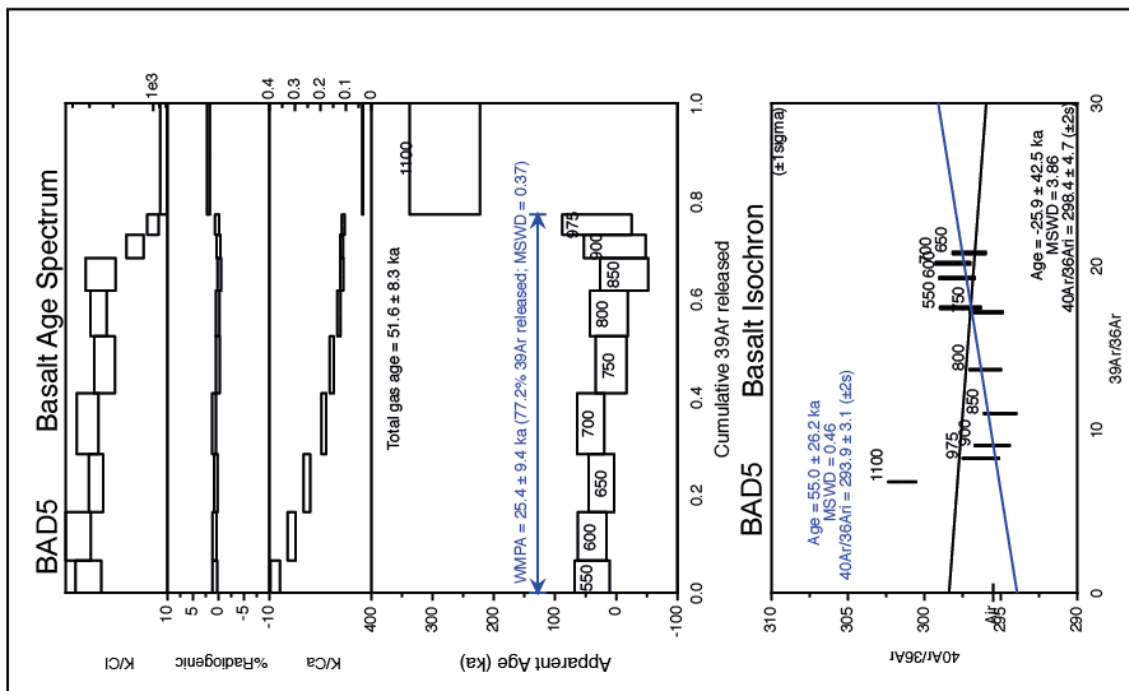 BAD5 Basalt Age Spectrum
K/Cl
1e3
%Radiogenic
10
5
0
-10
K/Ca
0.4
0.3
0.2
0.1
0
Total gas age = 51.6 ± 8.3 ka
WMPA = 25.4 ± 9.4 ka (77.2% 39Ar released; MSWD = 0.37)
Apparent Age (ka)
400
300
200
100
0
-100
550
600
650
700
750
800
850
900
975
1100
0.0
0.2
0.4
0.6
0.8
1.0
Cumulative 39Ar released
BAD5 Basalt Isochron
(±1sigma)
Age = 55.0 ± 26.2 ka
MSWD = 0.46
40Ar/36Ari = 293.9 ± 3.1 (±2s)
1100
975
900
850
800
750
550
600
700
650
Age = -25.9 ± 42.5 ka
MSWD = 3.86
40Ar/36Ari = 298.4 ± 4.7 (±2s)
40Ar/36Ar
310
305
300
295
Air
290
0
10
20
30
39Ar/36Ar